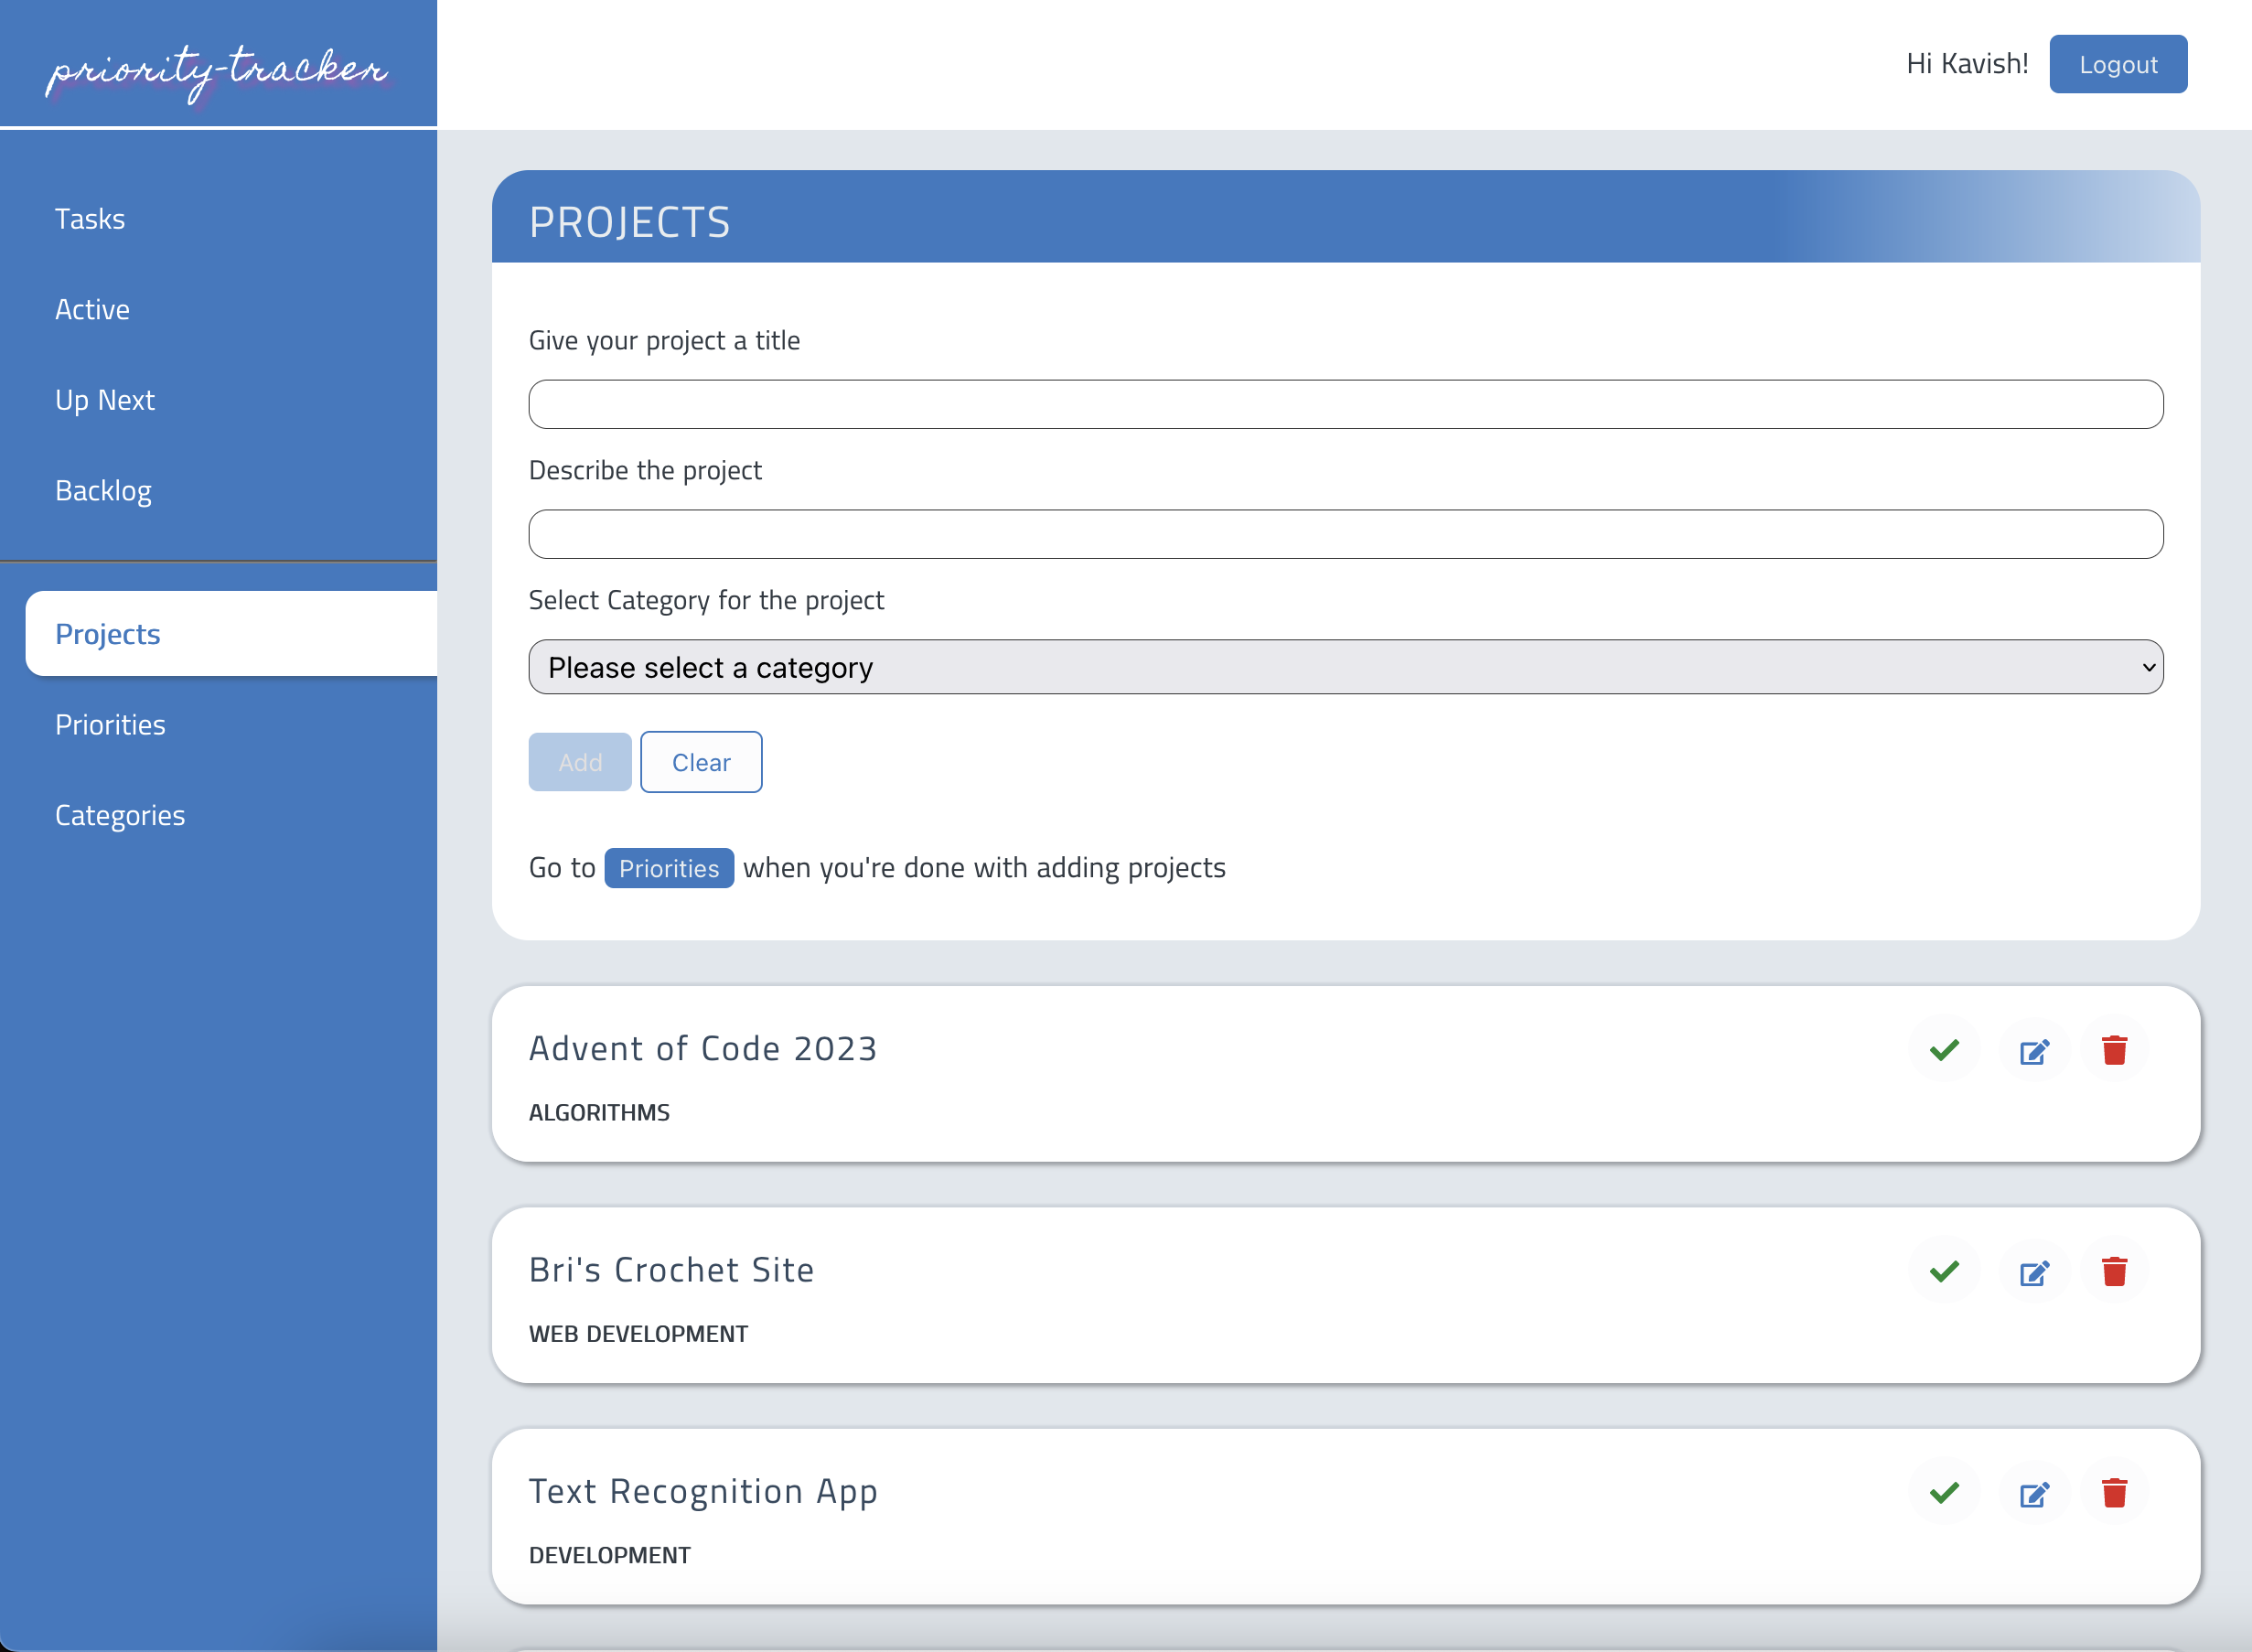 priority-tracker
Hi Kavish!
Logout
Tasks
Active
Up Next
Backlog
Projects
Priorities
Categories
PROJECTS
Give your project a title
Describe the project
Select Category for the project
Please select a category
Add
Clear
Go to Priorities when you're done with adding projects
Advent of Code 2023
ALGORITHMS
Bri's Crochet Site
WEB DEVELOPMENT
Text Recognition App
DEVELOPMENT